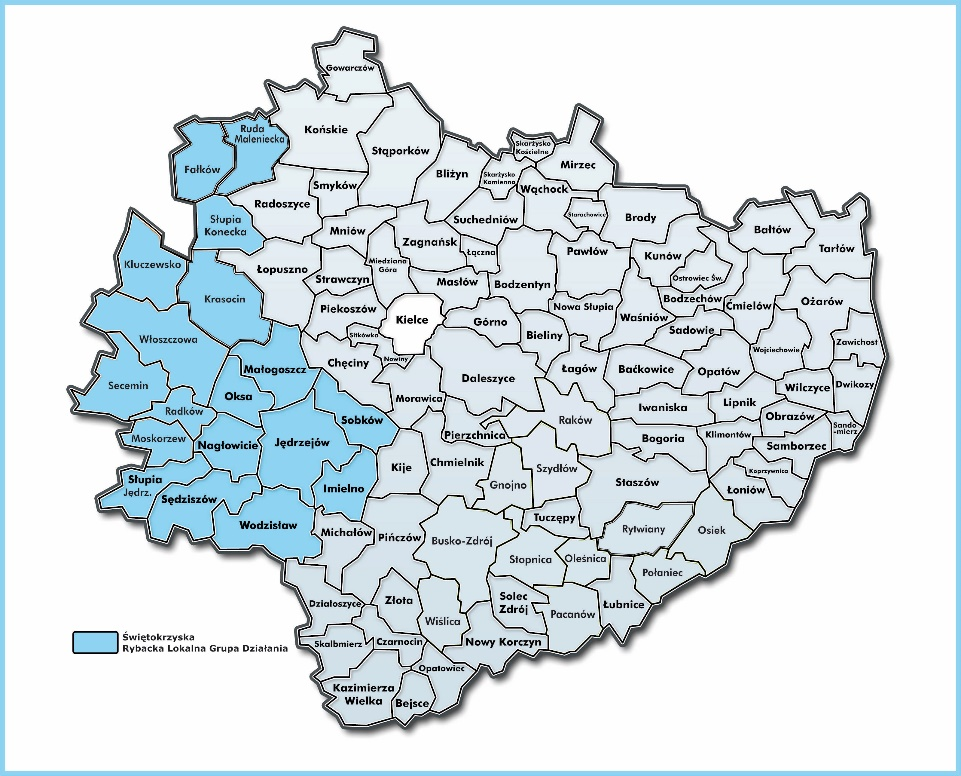 Gowarczów
Końskie
Ruda
Maleniecka
Fałków
Stąporków
Skarżysko
Kościelne
Mirzec
Bliżyn
Skarżysko
Kamienna
Wąchock
Smyków
Radoszyce
Słupia
Konecka
Mniów
Suchedniów
Starachowice
Brody
Bałtów
Tarłów
Zagnańsk
Łączna
Pawłów
Kunów
Ostrowiec Św.
Kluczewsko
Łopuszno
Miedziana
Góra
Strawczyn
Masłów
Bodzentyn
Krasocin
Piekoszów
Kielce
Górno
Nowa Słupia
Bodzechów
Ćmielów
Ożarów
Waśniów
Sadowie
Bieliny
Sitkówka
Nowiny
Włoszczowa
Wojciechowie
Zawichost
Małogoszcz
Chęciny
Daleszyce
Łagów
Baćkowice
Opatów
Secemin
Oksa
Morawica
Wilczyce
Dwikozy
Radków
Sobków
Raków
Iwaniska
Lipnik
Obrazów
Sando
-mierz
Moskorzew
Nagłowicie
Jędrzejów
Pierzchnica
Bogoria
Klimontów
Samborzec
Słupia
Jędrz.
Kije
Chmielnik
Szydłów
Koprzywnica
Sędziszów
Imielno
Gnojno
Staszów
Łoniów
Wodzisław
Michałów
Pińczów
Busko-Zdrój
Tuczępy
Rytwiany
Osiek
Stopnica
Oleśnica
Połaniec
Działoszyce
Złota
Wiślica
Solec
Zdrój
Pacanów
Łubnice
Skalbmierz
Czarnocin
Nowy Korczyn
Opatowiec
Kazimierza
Wielka
Bejsce
Świętokrzyska
Rybacka Lokalna Grupa Działania